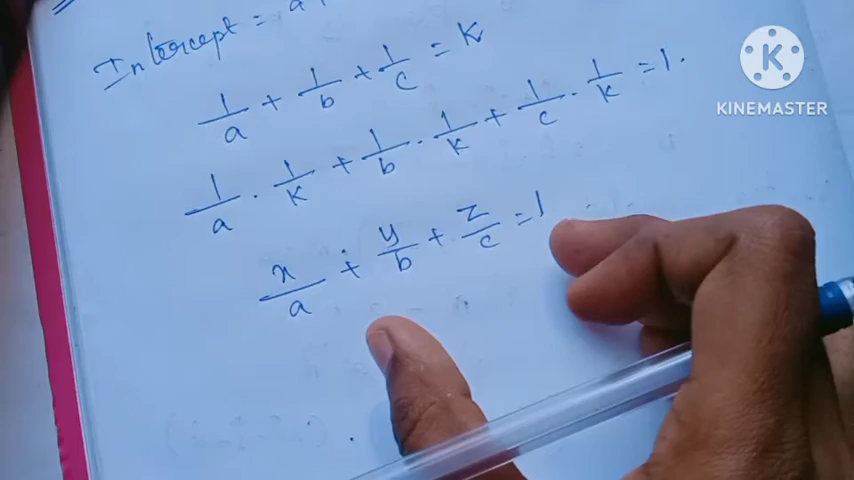 Intercept = a
1/a + 1/b + 1/c = K
1/a · 1/K + 1/b · 1/K + 1/c · 1/K = 1.
x/a + y/b + z/c = 1
K
KINEMASTER